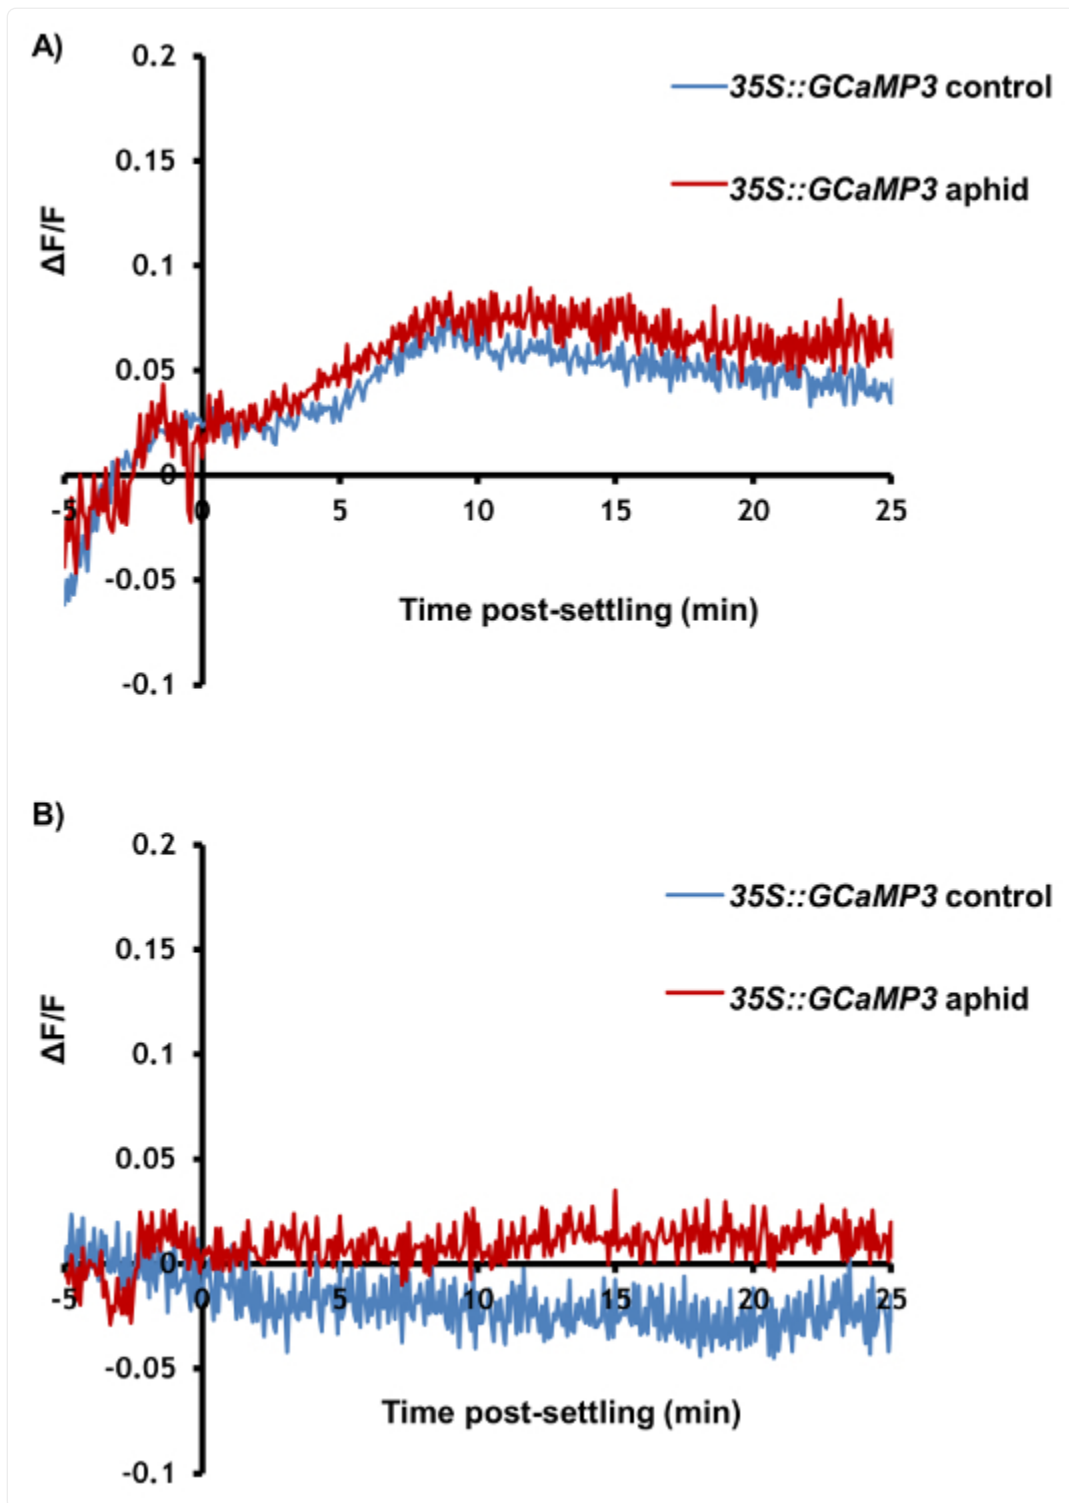 A)
0.2
35S::GCaMP3 control
0.15
35S::GCaMP3 aphid
ΔF/F
0.1
0.05
0
-5 0 5 10 15 20 25
-0.05
Time post-settling (min)
-0.1
B)
0.2
35S::GCaMP3 control
0.15
35S::GCaMP3 aphid
ΔF/F
0.1
0.05
0
-5 0 5 10 15 20 25
-0.05
Time post-settling (min)
-0.1